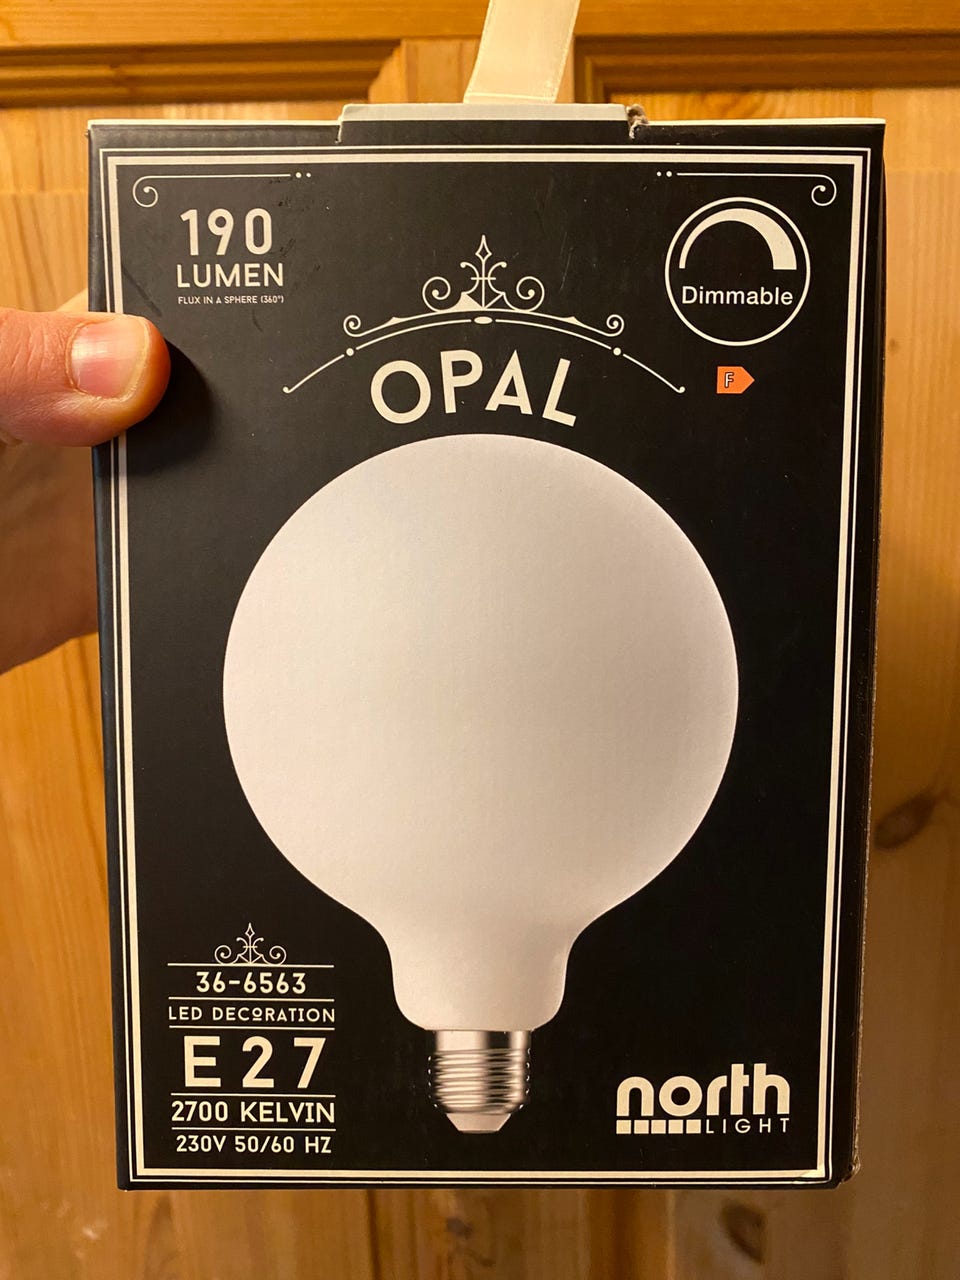 190
LUMEN
FLUX IN A SPHERE (360°)
Dimmable
F
OPAL
36-6563
LED DECORATION
E27
2700 KELVIN
230V 50/60 HZ
north
LIGHT